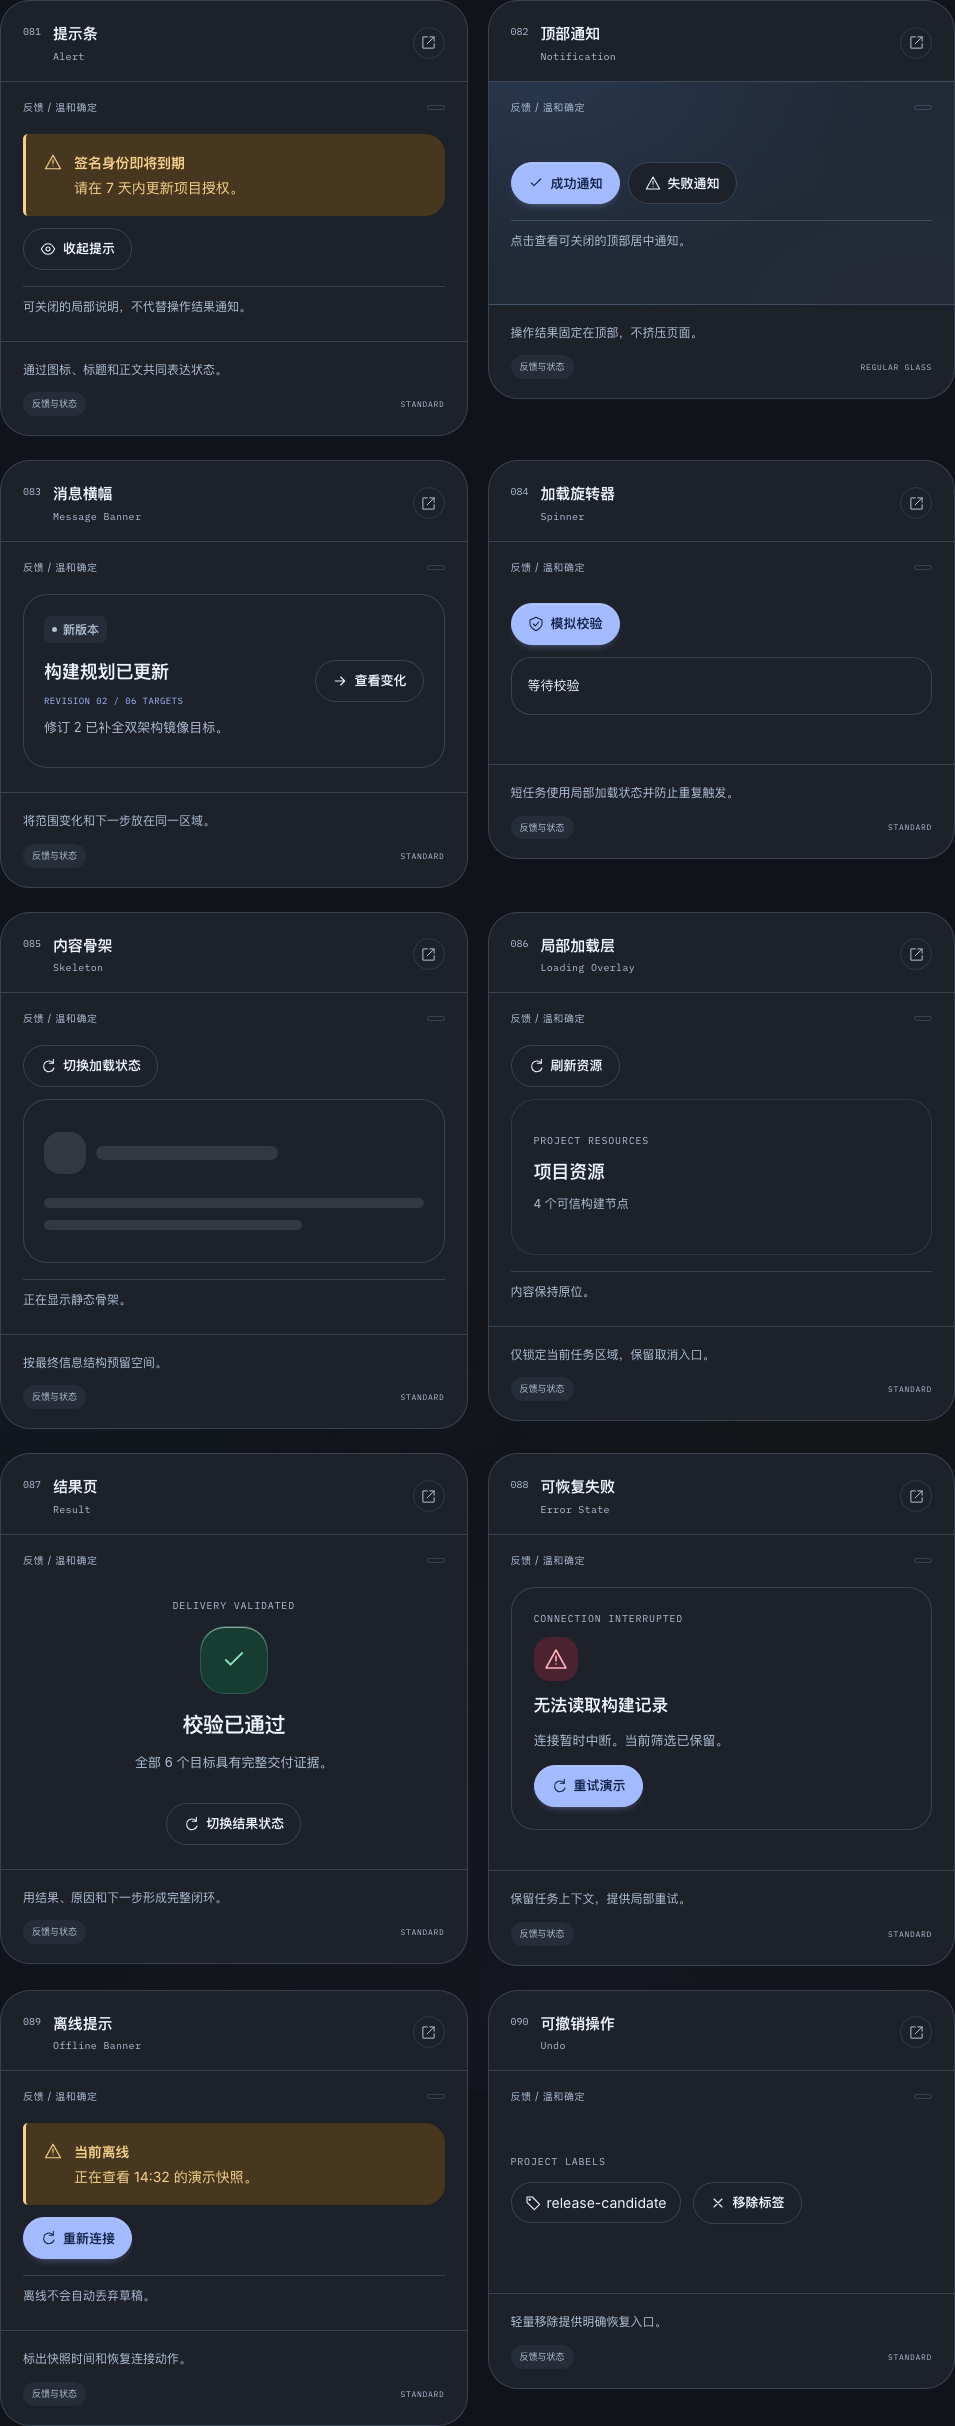 081 提示条
Alert
反馈 / 温和确定
签名身份即将到期
请在 7 天内更新项目授权。
收起提示
可关闭的局部说明，不代替操作结果通知。
通过图标、标题和正文共同表达状态。
反馈与状态
STANDARD
082 顶部通知
Notification
反馈 / 温和确定
成功通知
失败通知
点击查看可关闭的顶部居中通知。
操作结果固定在顶部，不挤压页面。
反馈与状态
REGULAR GLASS
083 消息横幅
Message Banner
反馈 / 温和确定
新版本
构建规划已更新
REVISION 02 / 06 TARGETS
修订 2 已补全双架构镜像目标。
查看变化
将范围变化和下一步放在同一区域。
反馈与状态
STANDARD
084 加载旋转器
Spinner
反馈 / 温和确定
模拟校验
等待校验
短任务使用局部加载状态并防止重复触发。
反馈与状态
STANDARD
085 内容骨架
Skeleton
反馈 / 温和确定
切换加载状态
正在显示静态骨架。
按最终信息结构预留空间。
反馈与状态
STANDARD
086 局部加载层
Loading Overlay
反馈 / 温和确定
刷新资源
PROJECT RESOURCES
项目资源
4 个可信构建节点
内容保持原位。
仅锁定当前任务区域，保留取消入口。
反馈与状态
STANDARD
087 结果页
Result
反馈 / 温和确定
DELIVERY VALIDATED
校验已通过
全部 6 个目标具有完整交付证据。
切换结果状态
用结果、原因和下一步形成完整闭环。
反馈与状态
STANDARD
088 可恢复失败
Error State
反馈 / 温和确定
CONNECTION INTERRUPTED
无法读取构建记录
连接暂时中断。当前筛选已保留。
重试演示
保留任务上下文，提供局部重试。
反馈与状态
STANDARD
089 离线提示
Offline Banner
反馈 / 温和确定
当前离线
正在查看 14:32 的演示快照。
重新连接
离线不会自动丢弃草稿。
标出快照时间和恢复连接动作。
反馈与状态
STANDARD
090 可撤销操作
Undo
反馈 / 温和确定
PROJECT LABELS
release-candidate
移除标签
轻量移除提供明确恢复入口。
反馈与状态
STANDARD